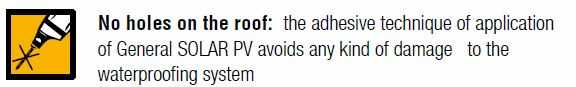 No holes on the roof: the adhesive technique of application
of General SOLAR PV avoids any kind of damage to the
waterproofing system